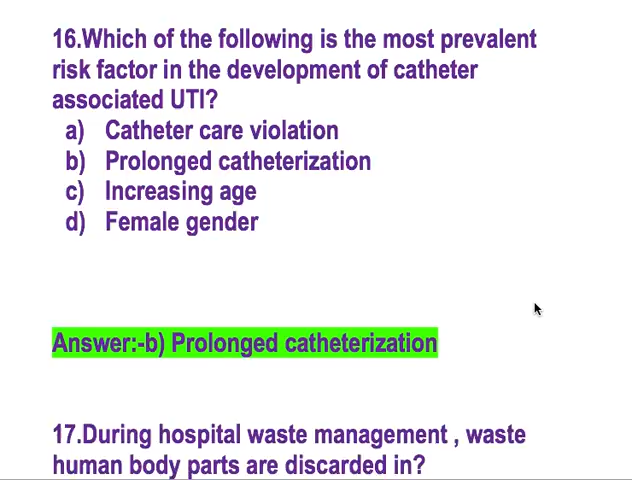 16.Which of the following is the most prevalent
risk factor in the development of catheter
associated UTI?
a) Catheter care violation
b) Prolonged catheterization
c) Increasing age
d) Female gender
Answer:-b) Prolonged catheterization
17.During hospital waste management , waste
human body parts are discarded in?